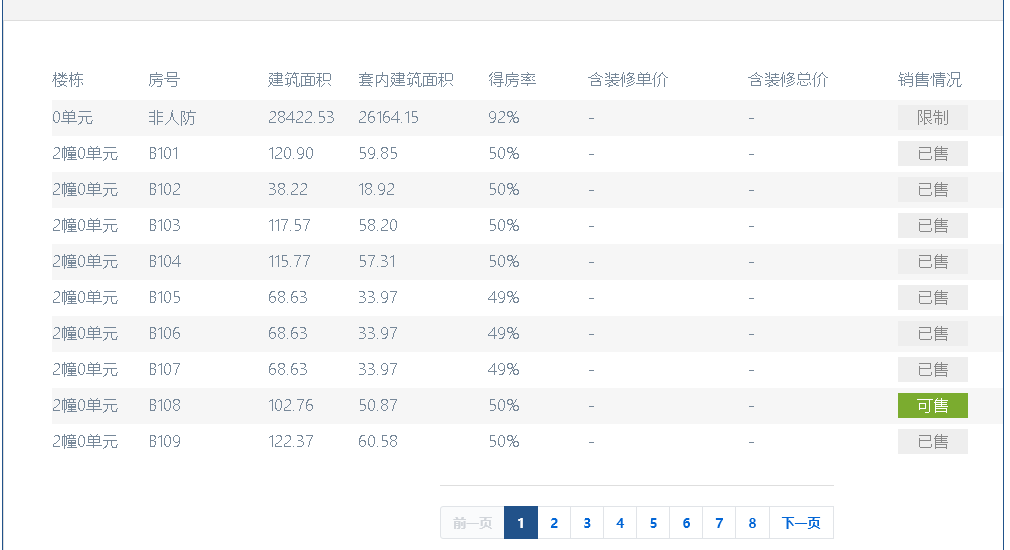 楼栋 房号 建筑面积 套内建筑面积 得房率 含装修单价 含装修总价 销售情况
0单元 非人防 28422.53 26164.15 92% - - 限制
2幢0单元 B101 120.90 59.85 50% - - 已售
2幢0单元 B102 38.22 18.92 50% - - 已售
2幢0单元 B103 117.57 58.20 50% - - 已售
2幢0单元 B104 115.77 57.31 50% - - 已售
2幢0单元 B105 68.63 33.97 49% - - 已售
2幢0单元 B106 68.63 33.97 49% - - 已售
2幢0单元 B107 68.63 33.97 49% - - 已售
2幢0单元 B108 102.76 50.87 50% - - 可售
2幢0单元 B109 122.37 60.58 50% - - 已售
前一页 1 2 3 4 5 6 7 8 下一页